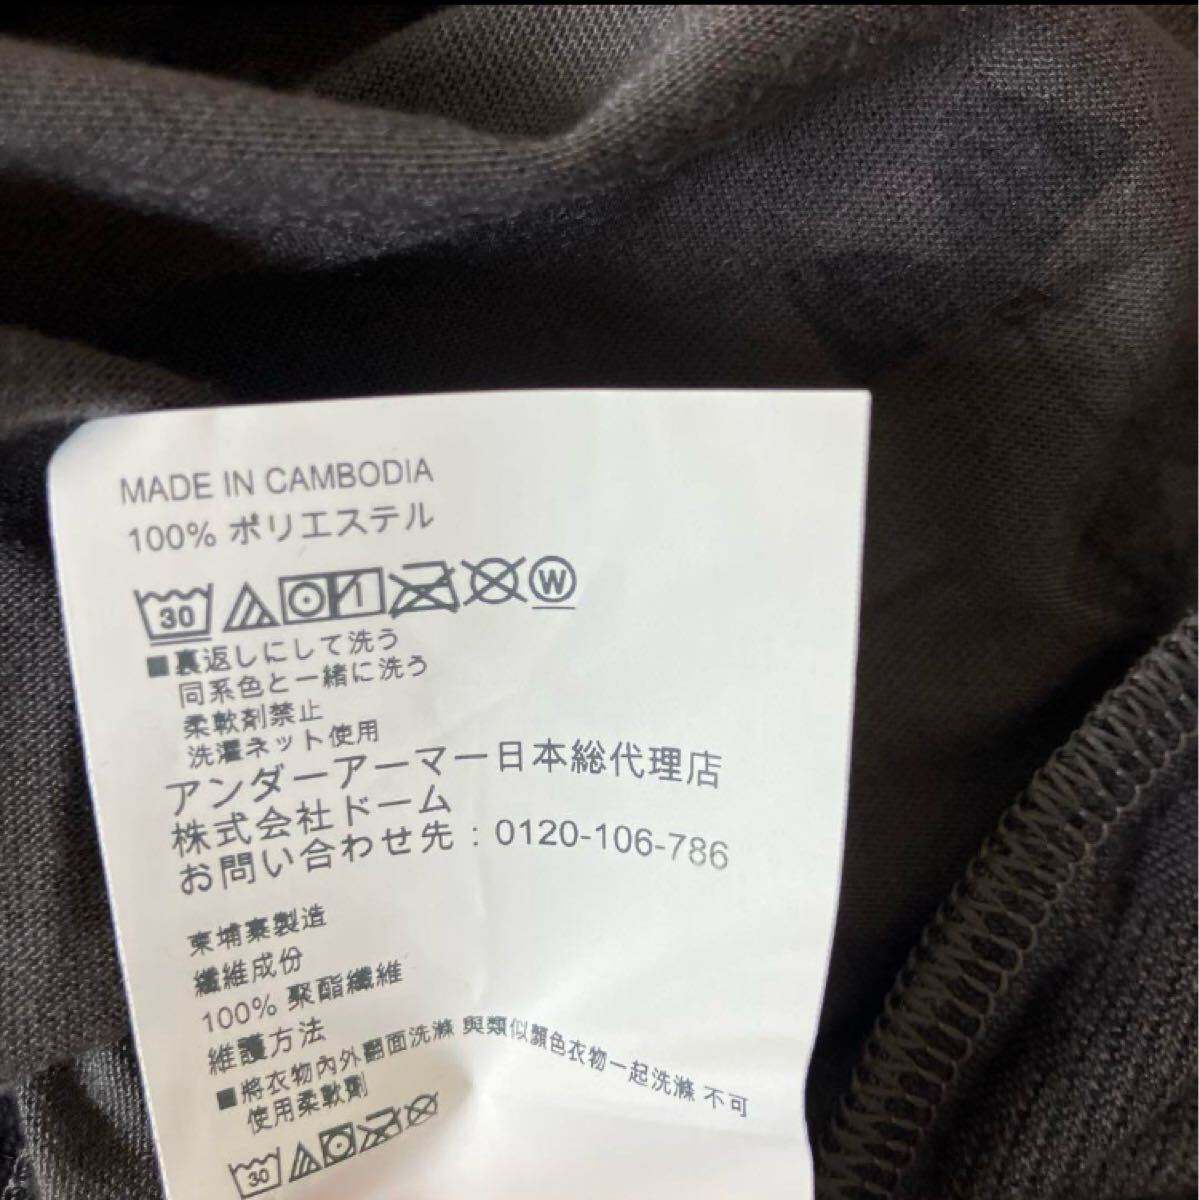 MADE IN CAMBODIA
100% ポリエステル
30 W
■裏返しにして洗う
同系色と一緒に洗う
柔軟剤禁止
洗濯ネット使用
アンダーアーマー日本総代理店
株式会社ドーム
お問い合わせ先：0120-106-786
柬埔寨製造
纖維成份
100% 聚酯纖維
維護方法
■將衣物內外翻面洗滌 與類似顏色衣物一起洗滌 不可
使用柔軟劑
30